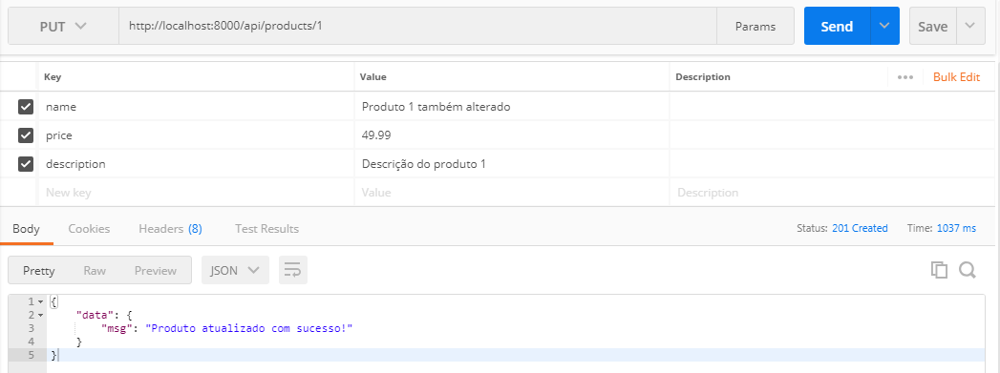 PUT http://localhost:8000/api/products/1 Params Send Save
Key Value Description ••• Bulk Edit
name Produto 1 também alterado
price 49.99
description Descrição do produto 1
New key Value Description
Body Cookies Headers (8) Test Results Status: 201 Created Time: 1037 ms
Pretty Raw Preview JSON
1 {
2 "data": {
3 "msg": "Produto atualizado com sucesso!"
4 }
5 }